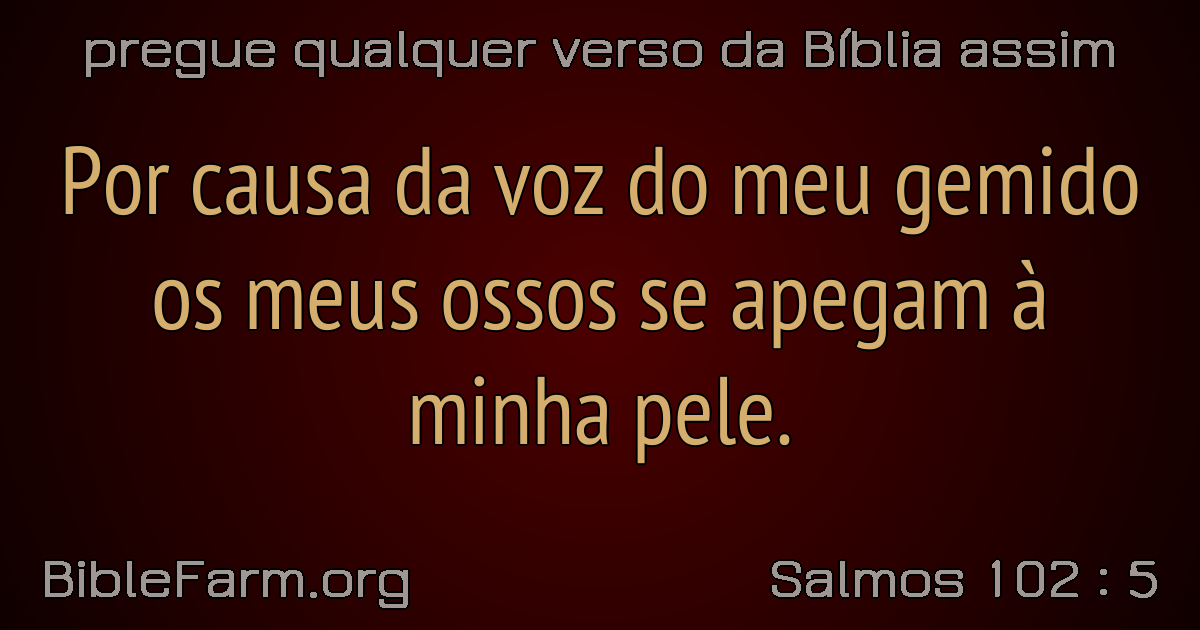 pregue qualquer verso da Bíblia assim
Por causa da voz do meu gemido
os meus ossos se apegam à
minha pele.
BibleFarm.org
Salmos 102 : 5